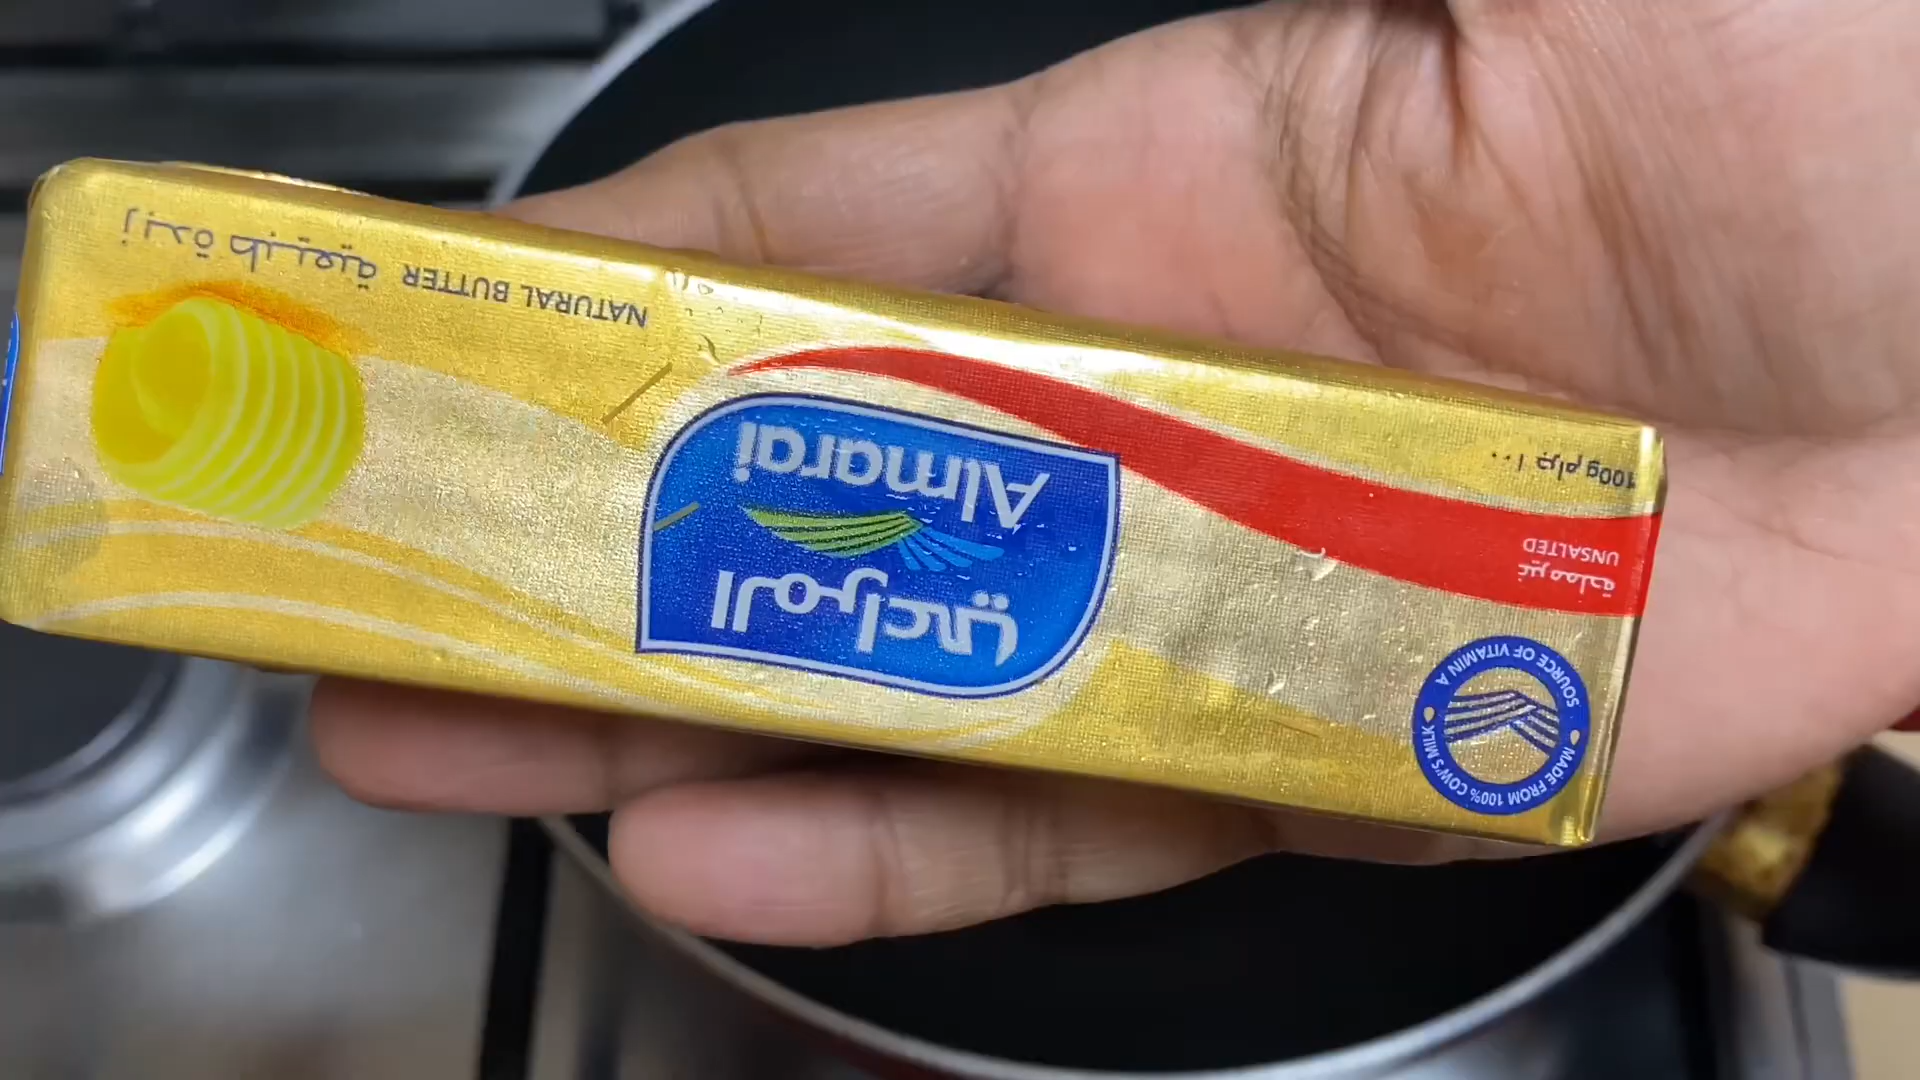 ١٠٠ جرام 100g
غير مملحة
UNSALTED
SOURCE OF VITAMIN A · MADE FROM 100% COW'S MILK
المراعي
Almarai
NATURAL BUTTER زبدة طبيعية